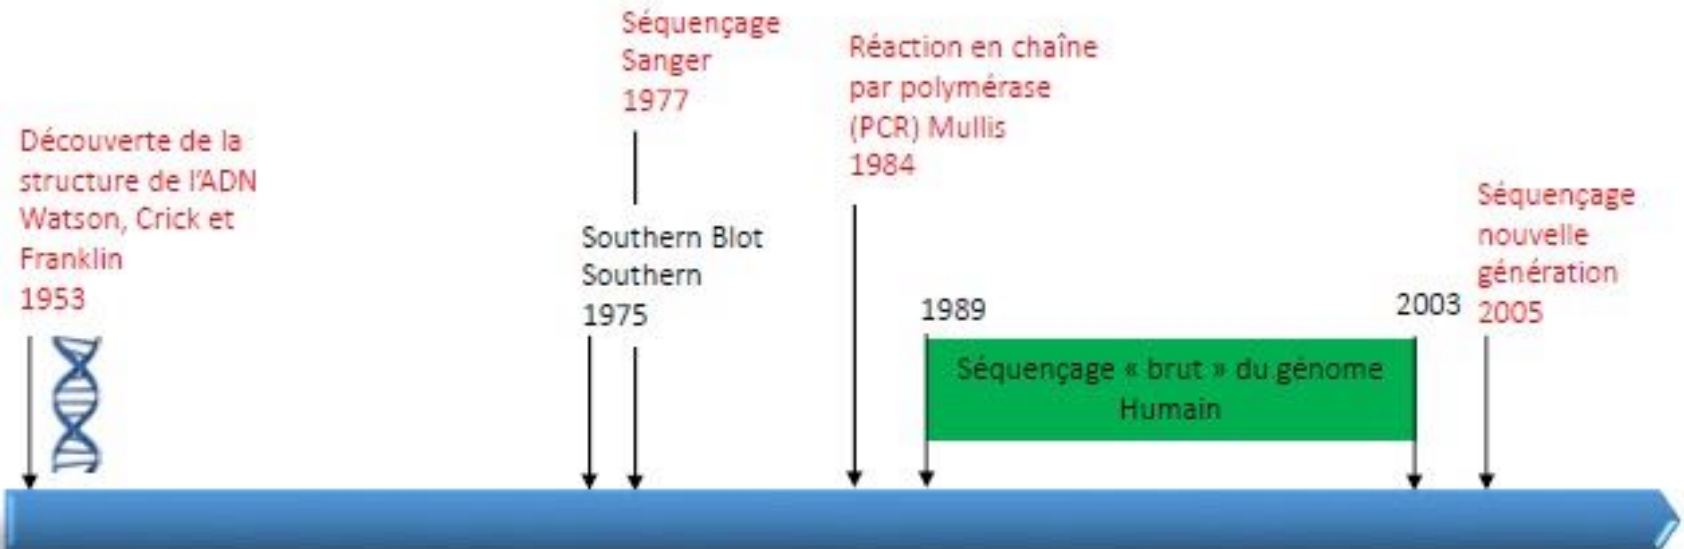 Découverte de la
structure de l'ADN
Watson, Crick et
Franklin
1953
Séquençage
Sanger
1977
Southern Blot
Southern
1975
Réaction en chaîne
par polymérase
(PCR) Mullis
1984
1989
Séquençage « brut » du génome
Humain
2003
Séquençage
nouvelle
génération
2005